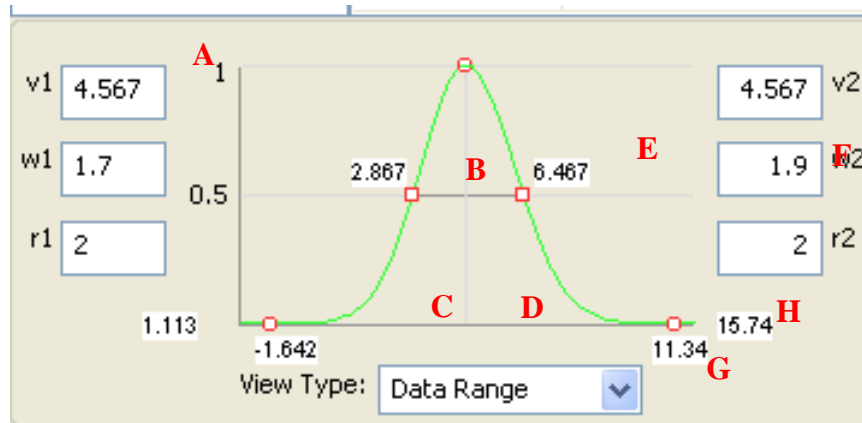 A
v1 4.567 1 4.567 v2
w1 1.7 2.867 B 6.467 E 1.9 F w2
0.5
r1 2 2 r2
C D H
1.113 15.74
-1.642 11.34 G
View Type: Data Range